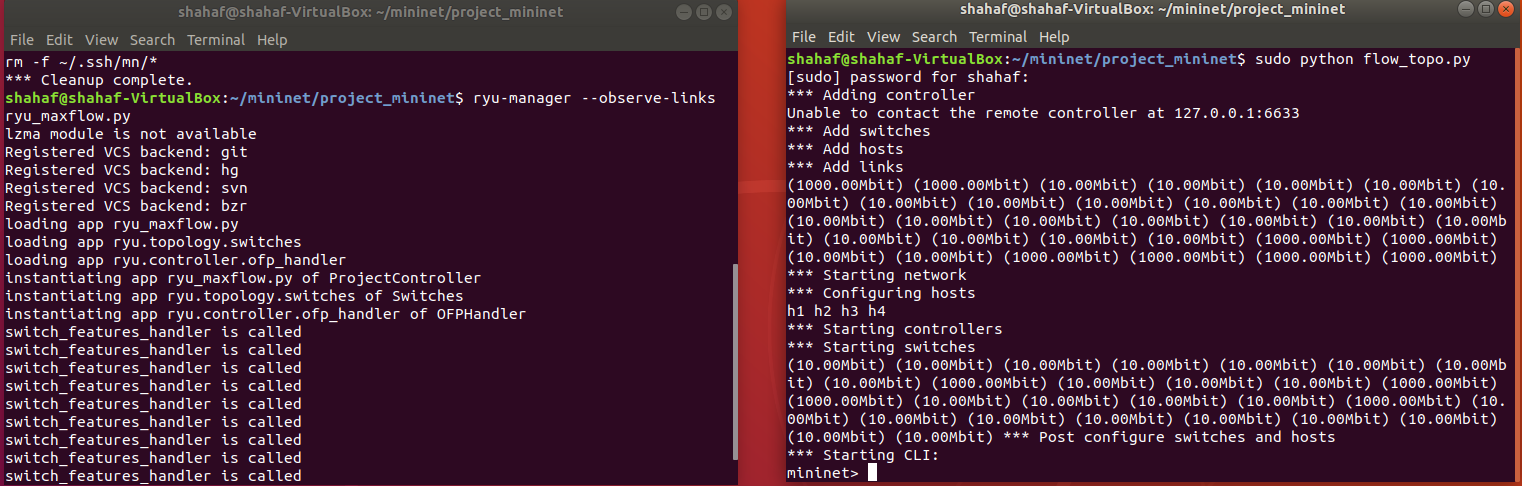 shahaf@shahaf-VirtualBox: ~/mininet/project_mininet
File Edit View Search Terminal Help
rm -f ~/.ssh/mn/*
*** Cleanup complete.
shahaf@shahaf-VirtualBox:~/mininet/project_mininet$ ryu-manager --observe-links
ryu_maxflow.py
lzma module is not available
Registered VCS backend: git
Registered VCS backend: hg
Registered VCS backend: svn
Registered VCS backend: bzr
loading app ryu_maxflow.py
loading app ryu.topology.switches
loading app ryu.controller.ofp_handler
instantiating app ryu_maxflow.py of ProjectController
instantiating app ryu.topology.switches of Switches
instantiating app ryu.controller.ofp_handler of OFPHandler
switch_features_handler is called
switch_features_handler is called
switch_features_handler is called
switch_features_handler is called
switch_features_handler is called
switch_features_handler is called
switch_features_handler is called
switch_features_handler is called
switch_features_handler is called
shahaf@shahaf-VirtualBox: ~/mininet/project_mininet
File Edit View Search Terminal Help
shahaf@shahaf-VirtualBox:~/mininet/project_mininet$ sudo python flow_topo.py
[sudo] password for shahaf:
*** Adding controller
Unable to contact the remote controller at 127.0.0.1:6633
*** Add switches
*** Add hosts
*** Add links
(1000.00Mbit) (1000.00Mbit) (10.00Mbit) (10.00Mbit) (10.00Mbit) (10.00Mbit) (10.
00Mbit) (10.00Mbit) (10.00Mbit) (10.00Mbit) (10.00Mbit) (10.00Mbit) (10.00Mbit)
(10.00Mbit) (10.00Mbit) (10.00Mbit) (10.00Mbit) (10.00Mbit) (10.00Mbit) (10.00Mb
it) (10.00Mbit) (10.00Mbit) (10.00Mbit) (10.00Mbit) (1000.00Mbit) (1000.00Mbit)
(10.00Mbit) (10.00Mbit) (1000.00Mbit) (1000.00Mbit) (1000.00Mbit) (1000.00Mbit)
*** Starting network
*** Configuring hosts
h1 h2 h3 h4
*** Starting controllers
*** Starting switches
(10.00Mbit) (10.00Mbit) (10.00Mbit) (10.00Mbit) (10.00Mbit) (10.00Mbit) (10.00Mb
it) (10.00Mbit) (1000.00Mbit) (10.00Mbit) (10.00Mbit) (10.00Mbit) (1000.00Mbit)
(1000.00Mbit) (10.00Mbit) (1000.00Mbit) (10.00Mbit) (10.00Mbit) (1000.00Mbit) (10.
00Mbit) (10.00Mbit) (10.00Mbit) (10.00Mbit) (10.00Mbit) (10.00Mbit) (10.00Mbit)
(10.00Mbit) (10.00Mbit) *** Post configure switches and hosts
*** Starting CLI:
mininet>